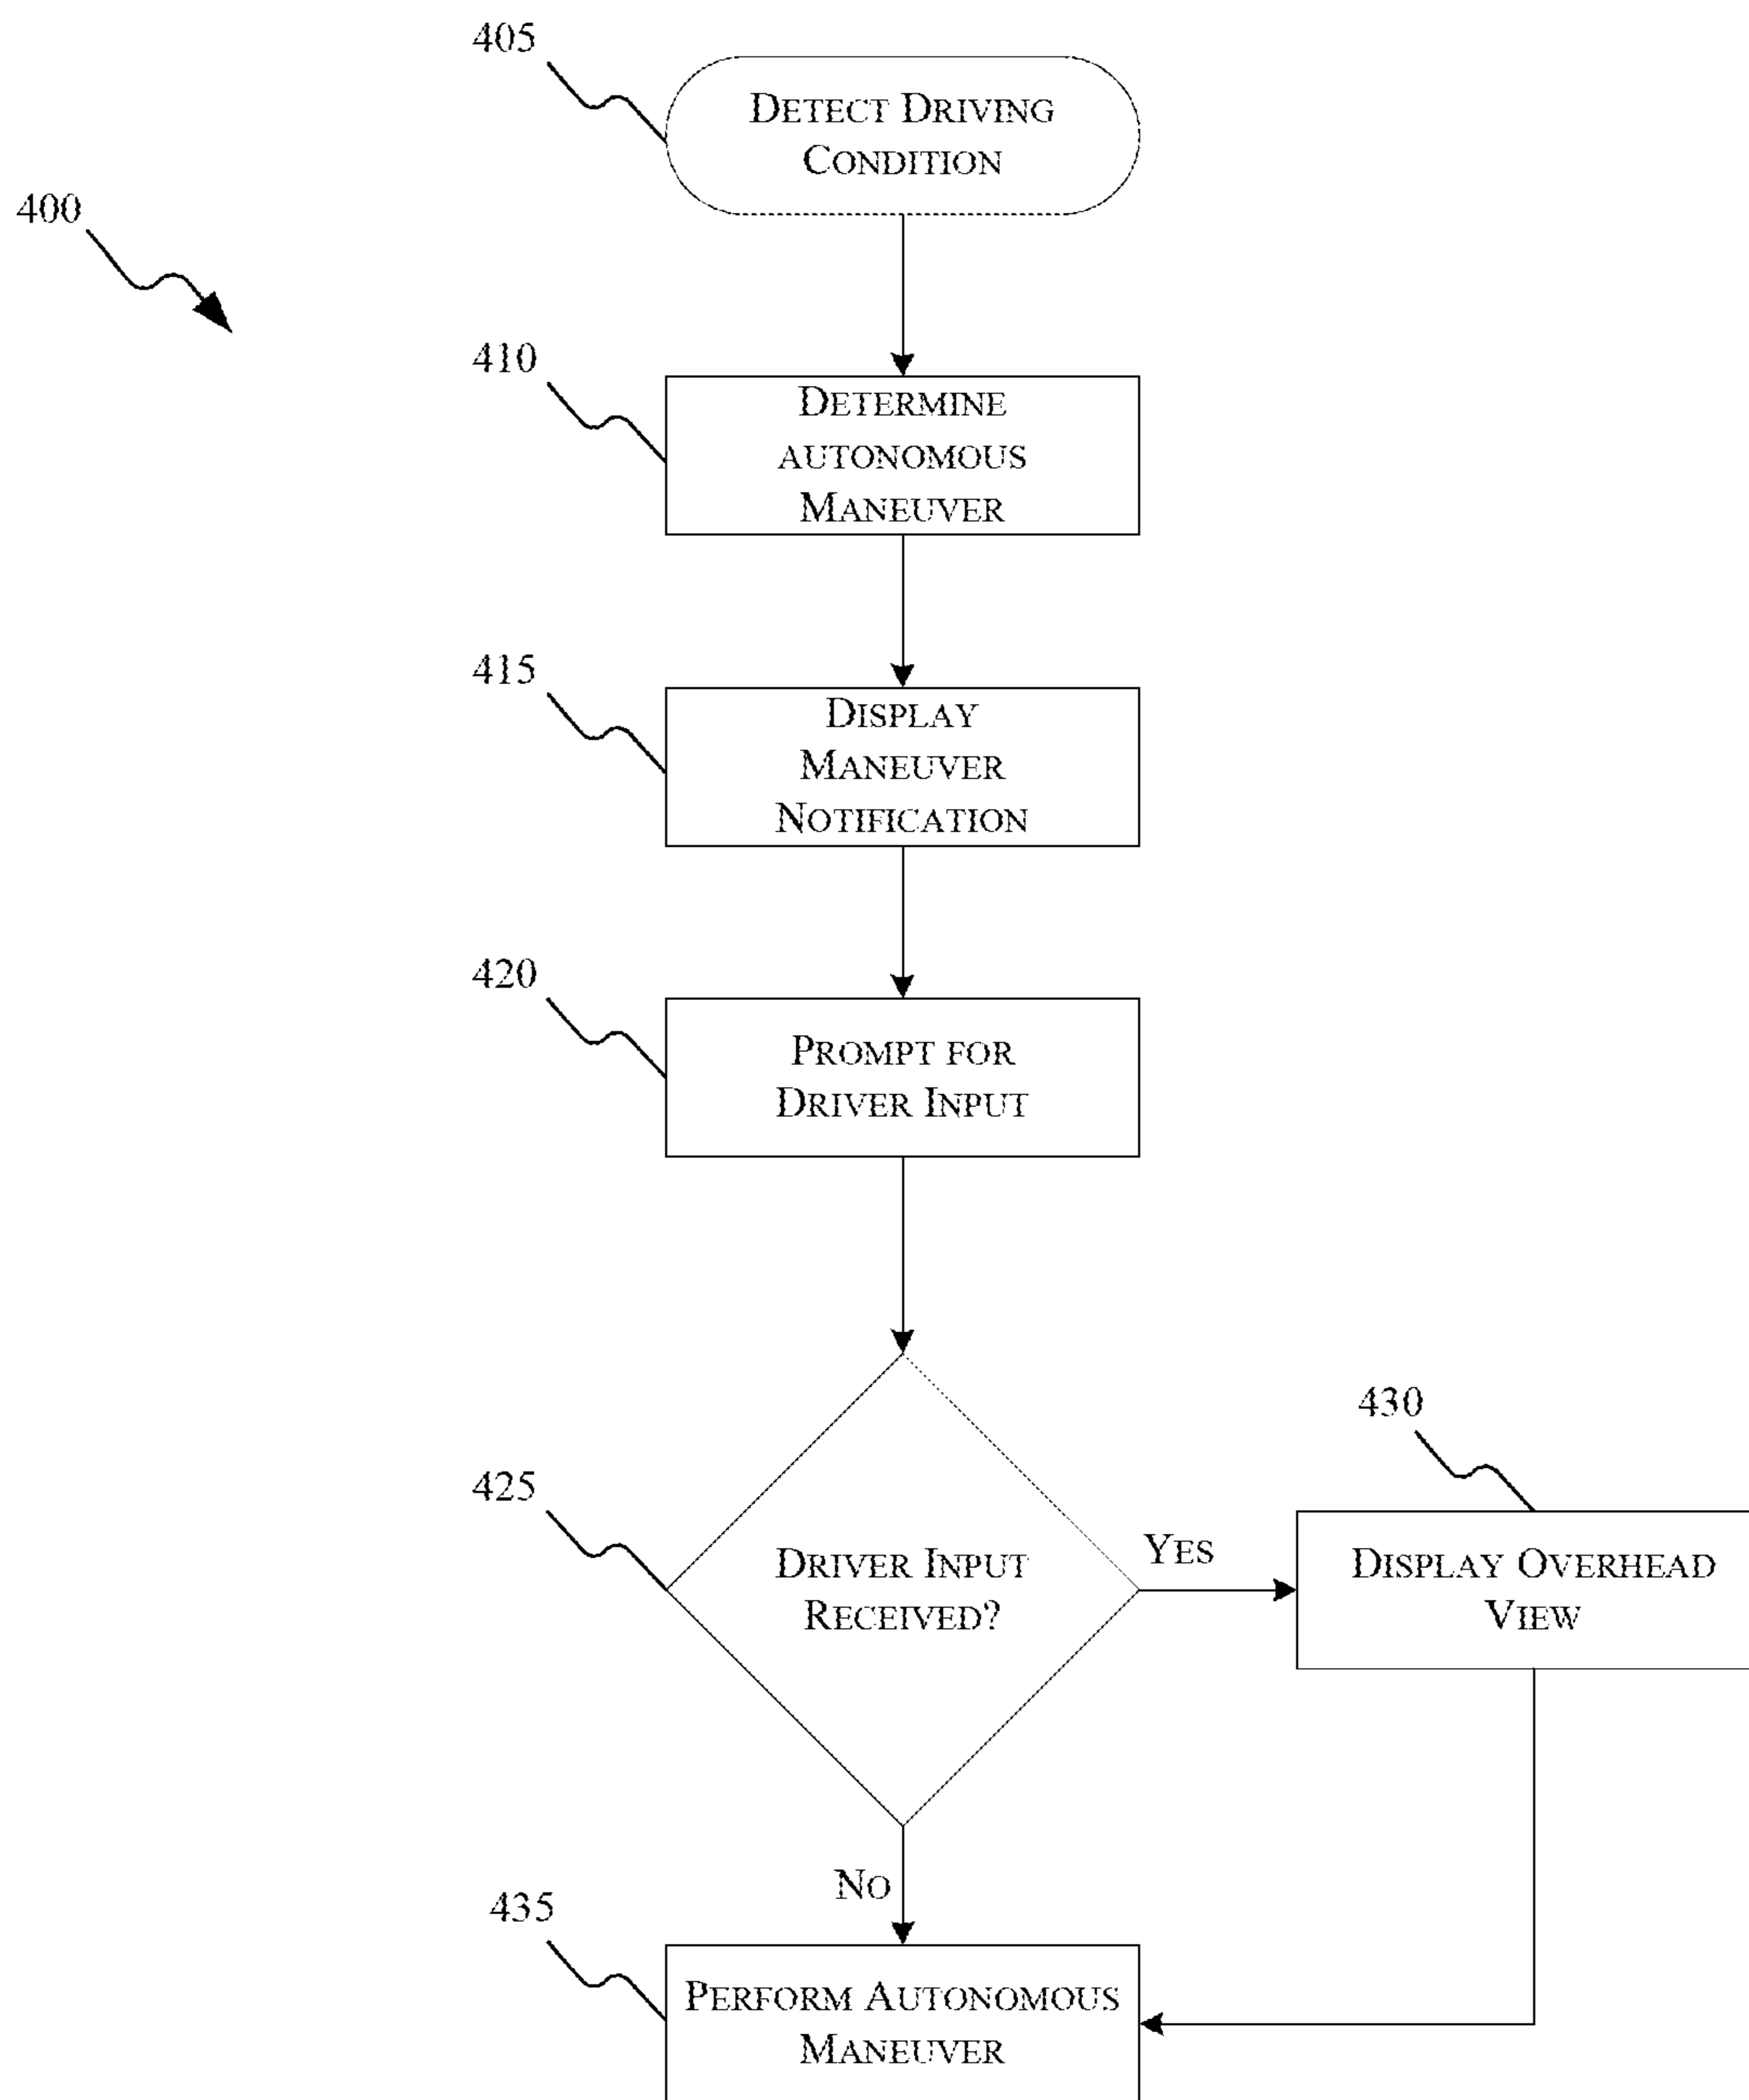 405
DETECT DRIVING
CONDITION
400
410
DETERMINE
AUTONOMOUS
MANEUVER
415
DISPLAY
MANEUVER
NOTIFICATION
420
PROMPT FOR
DRIVER INPUT
425
DRIVER INPUT
RECEIVED?
YES
430
DISPLAY OVERHEAD
VIEW
NO
435
PERFORM AUTONOMOUS
MANEUVER